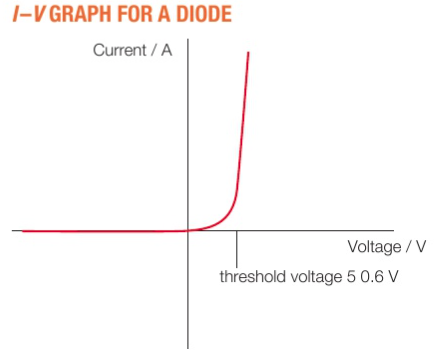 I–V GRAPH FOR A DIODE
Current / A
Voltage / V
threshold voltage 5 0.6 V